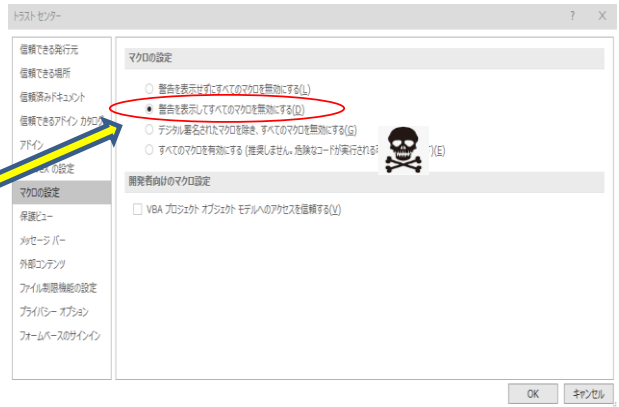 トラスト センター
? X
信頼できる発行元
信頼できる場所
信頼済みドキュメント
信頼できるアドイン カタログ
アドイン
の設定
マクロの設定
保護ビュー
メッセージ バー
外部コンテンツ
ファイル制限機能の設定
プライバシー オプション
フォームベースのサインイン
マクロの設定
警告を表示せずにすべてのマクロを無効にする(L)
警告を表示してすべてのマクロを無効にする(D)
デジタル署名されたマクロを除き、すべてのマクロを無効にする(G)
すべてのマクロを有効にする (推奨しません。危険なコードが実行される )(E)
開発者向けのマクロ設定
VBA プロジェクト オブジェクト モデルへのアクセスを信頼する(V)
OK キャンセル